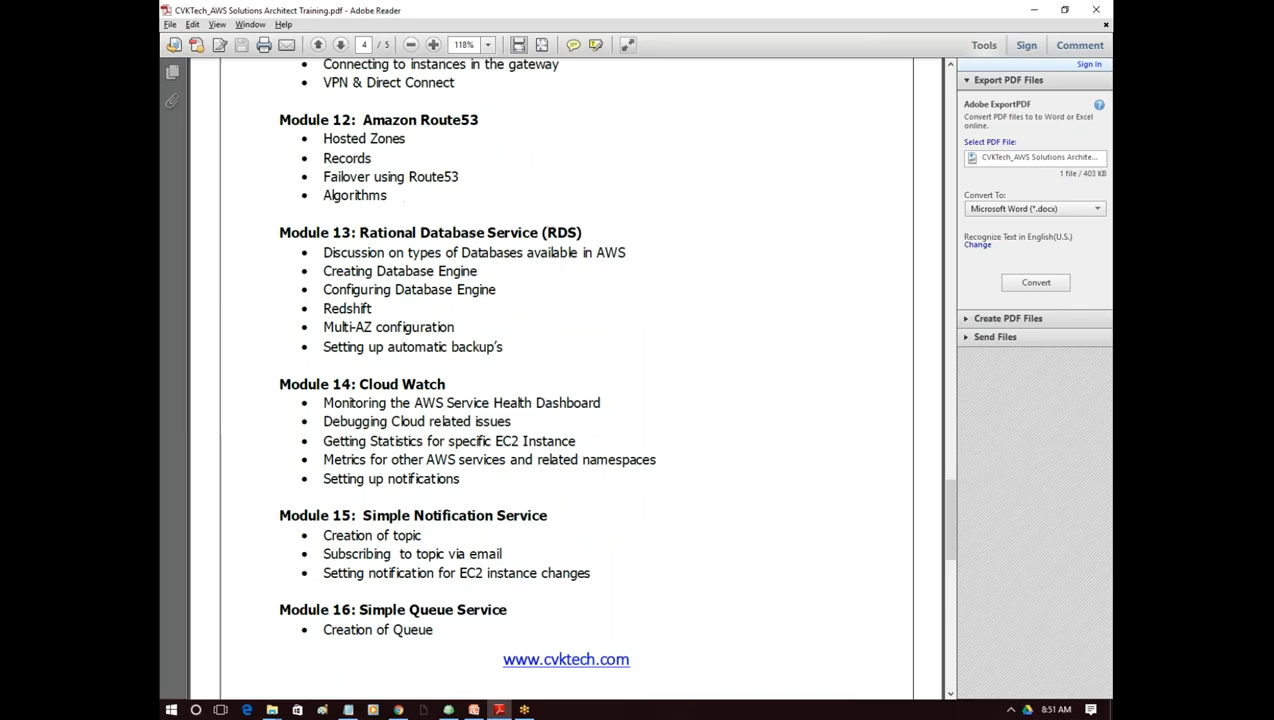 CVKTech_AWS Solutions Architect Training.pdf - Adobe Reader
File Edit View Window Help
4 / 5 118% Tools Sign Comment
Sign In
Connecting to instances in the gateway
• VPN & Direct Connect
Module 12: Amazon Route53
• Hosted Zones
• Records
• Failover using Route53
• Algorithms
Module 13: Rational Database Service (RDS)
• Discussion on types of Databases available in AWS
• Creating Database Engine
• Configuring Database Engine
• Redshift
• Multi-AZ configuration
• Setting up automatic backup's
Module 14: Cloud Watch
• Monitoring the AWS Service Health Dashboard
• Debugging Cloud related issues
• Getting Statistics for specific EC2 Instance
• Metrics for other AWS services and related namespaces
• Setting up notifications
Module 15: Simple Notification Service
• Creation of topic
• Subscribing to topic via email
• Setting notification for EC2 instance changes
Module 16: Simple Queue Service
• Creation of Queue
www.cvktech.com
Export PDF Files
Adobe ExportPDF
Convert PDF files to to Word or Excel
online.
Select PDF File:
CVKTech_AWS Solutions Archite...
1 file / 403 KB
Convert To:
Microsoft Word (*.docx)
Recognize Text in English(U.S.)
Change
Convert
Create PDF Files
Send Files
8:51 AM